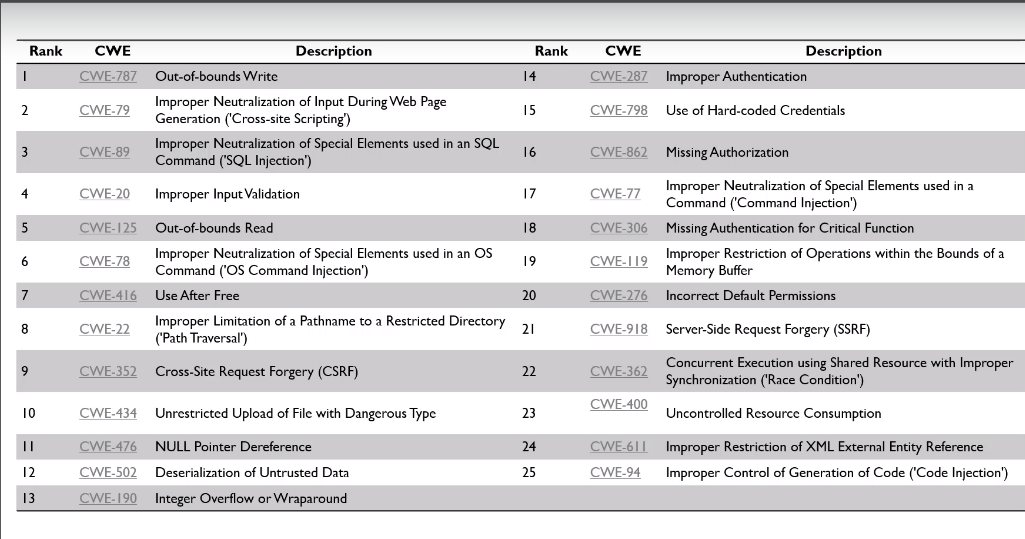 Rank CWE Description Rank CWE Description
1 CWE-787 Out-of-bounds Write 14 CWE-287 Improper Authentication
2 CWE-79 Improper Neutralization of Input During Web Page
Generation ('Cross-site Scripting') 15 CWE-798 Use of Hard-coded Credentials
3 CWE-89 Improper Neutralization of Special Elements used in an SQL
Command ('SQL Injection') 16 CWE-862 Missing Authorization
4 CWE-20 Improper Input Validation 17 CWE-77 Improper Neutralization of Special Elements used in a
Command ('Command Injection')
5 CWE-125 Out-of-bounds Read 18 CWE-306 Missing Authentication for Critical Function
6 CWE-78 Improper Neutralization of Special Elements used in an OS
Command ('OS Command Injection') 19 CWE-119 Improper Restriction of Operations within the Bounds of a
Memory Buffer
7 CWE-416 Use After Free 20 CWE-276 Incorrect Default Permissions
8 CWE-22 Improper Limitation of a Pathname to a Restricted Directory
('Path Traversal') 21 CWE-918 Server-Side Request Forgery (SSRF)
9 CWE-352 Cross-Site Request Forgery (CSRF) 22 CWE-362 Concurrent Execution using Shared Resource with Improper
Synchronization ('Race Condition')
10 CWE-434 Unrestricted Upload of File with Dangerous Type 23 CWE-400 Uncontrolled Resource Consumption
11 CWE-476 NULL Pointer Dereference 24 CWE-611 Improper Restriction of XML External Entity Reference
12 CWE-502 Deserialization of Untrusted Data 25 CWE-94 Improper Control of Generation of Code ('Code Injection')
13 CWE-190 Integer Overflow or Wraparound